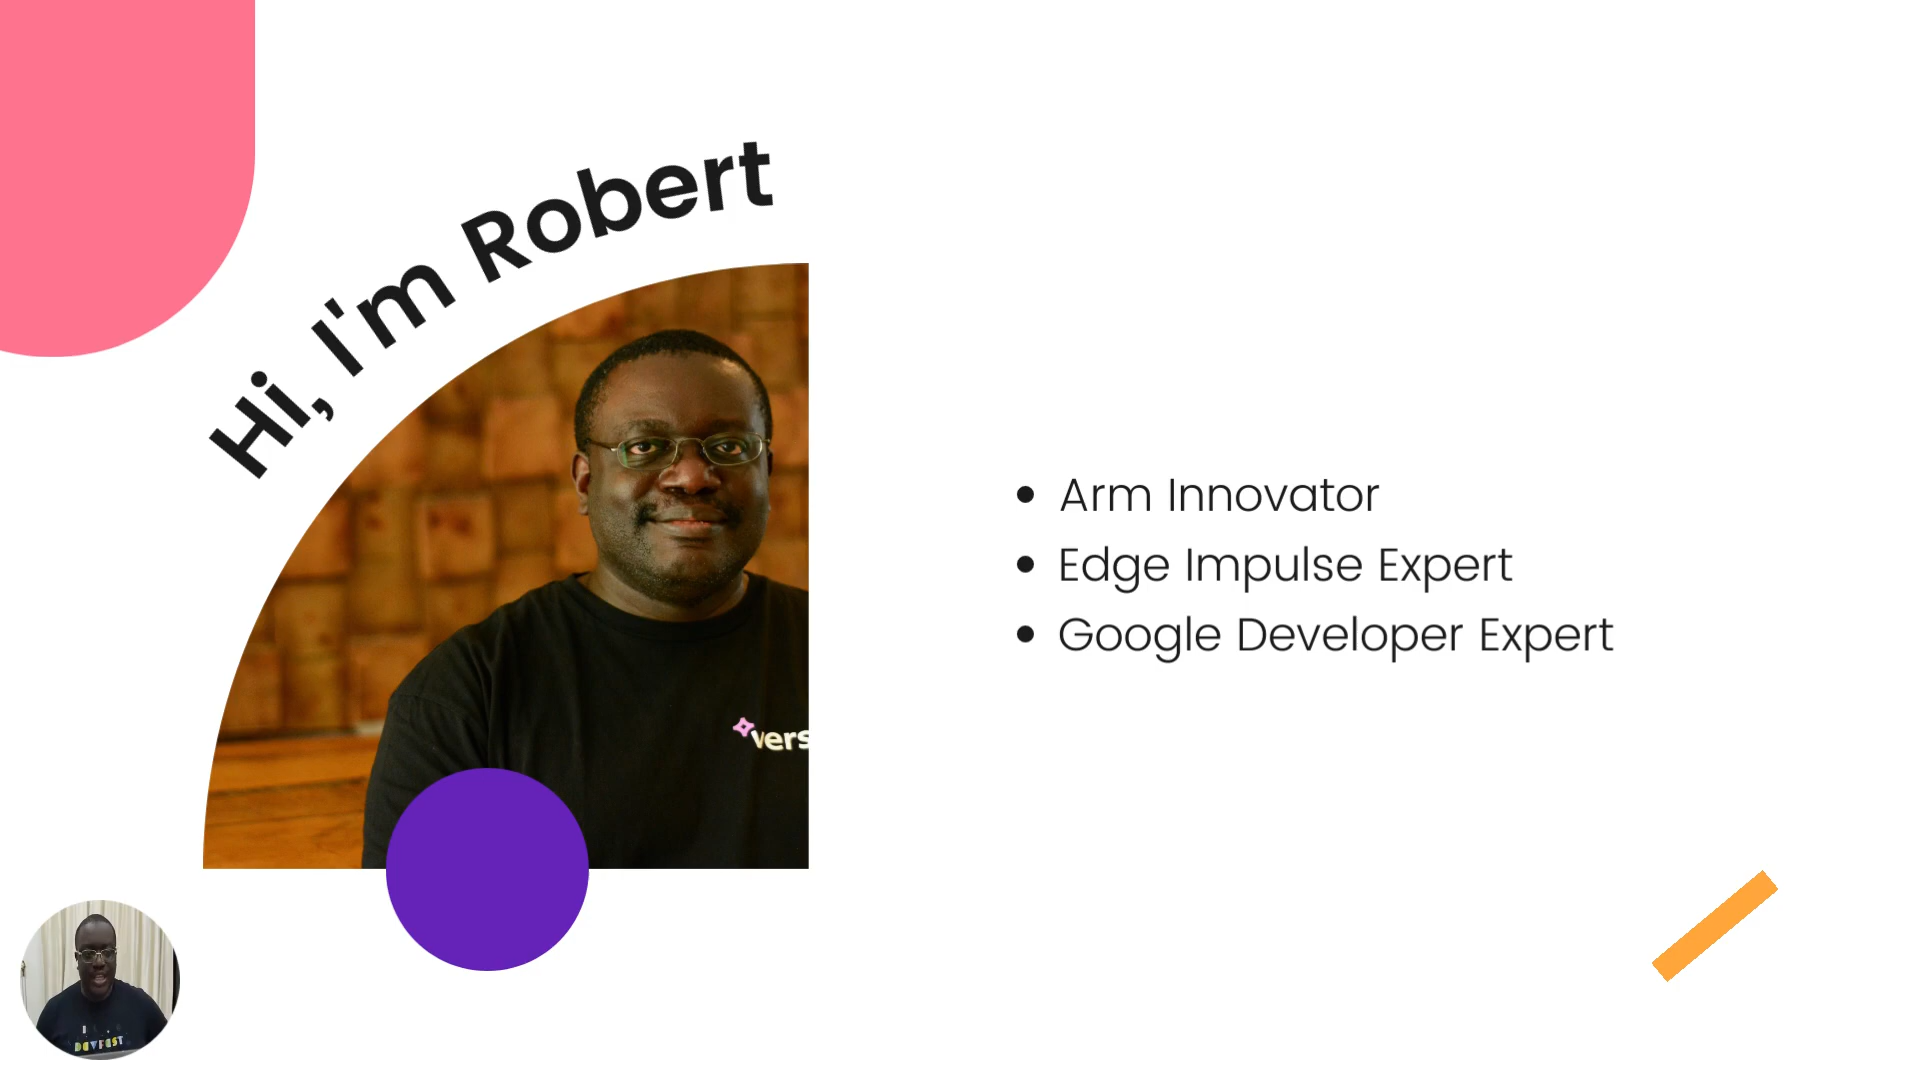 Hi, I'm Robert
vers
Arm Innovator
Edge Impulse Expert
Google Developer Expert
DEVFEST